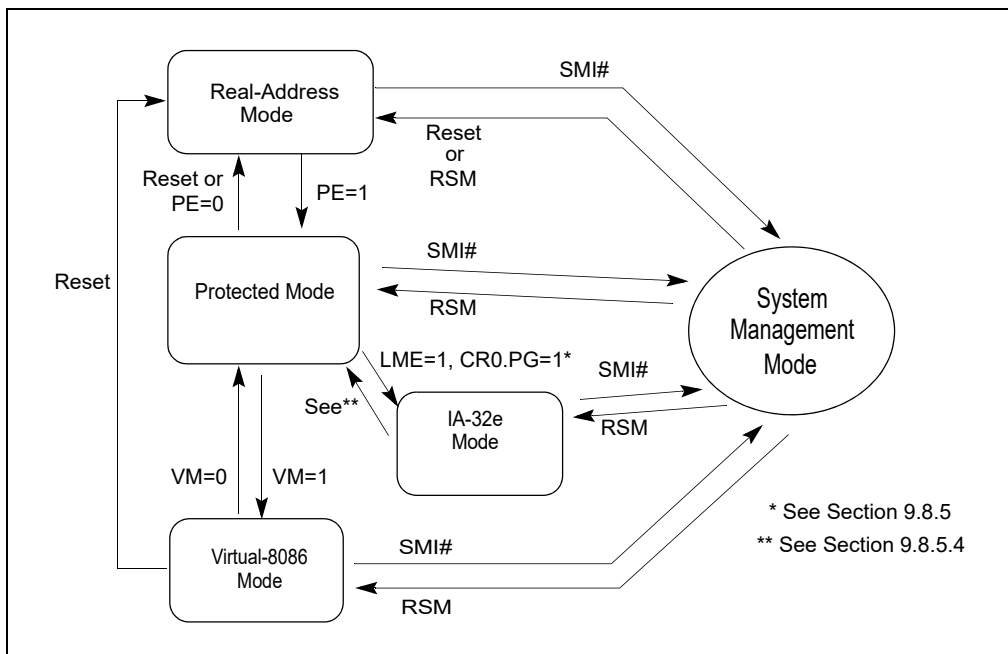 SMI#
Real-Address
Mode
Reset
or
RSM
Reset or
PE=0
PE=1
SMI#
Reset
Protected Mode
RSM
System
Management
Mode
LME=1, CR0.PG=1*
SMI#
See**
IA-32e
Mode
RSM
VM=0
VM=1
* See Section 9.8.5
Virtual-8086
Mode
SMI#
** See Section 9.8.5.4
RSM